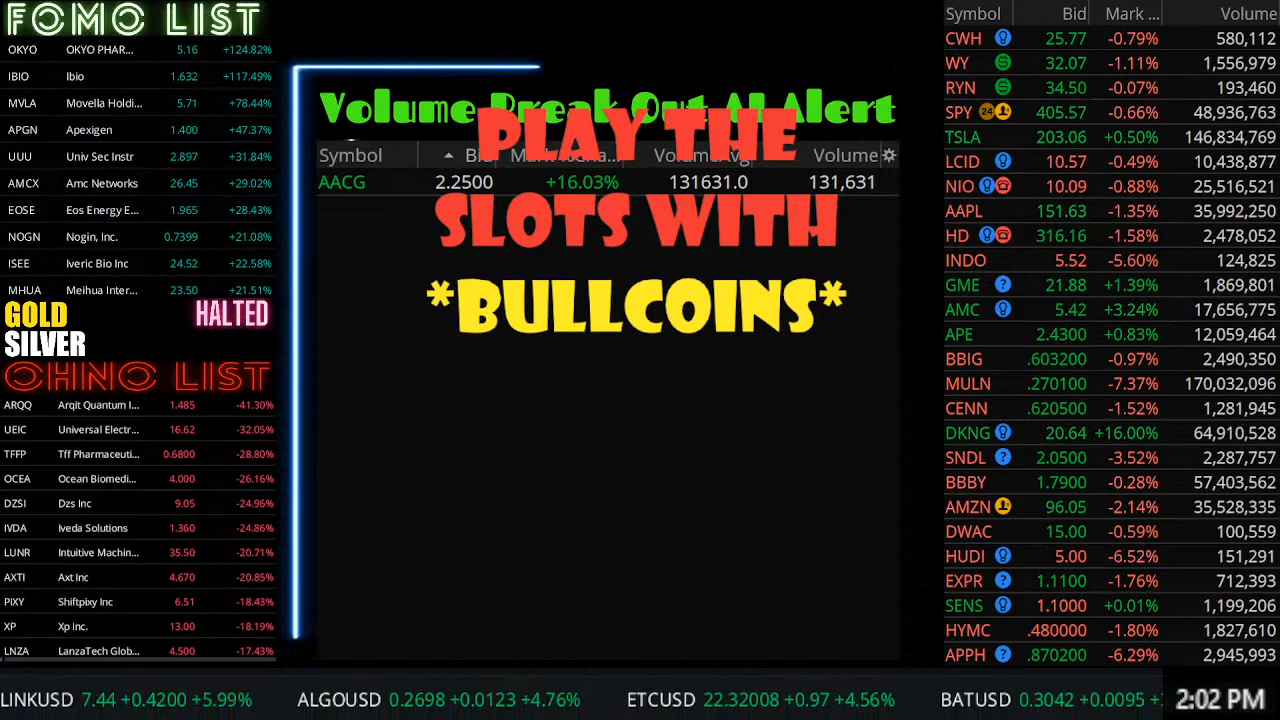 FOMO LIST
OKYO OKYO PHAR... 5.16 +124.82%
IBIO Ibio 1.632 +117.49%
MVLA Movella Holdi... 5.71 +78.44%
APGN Apexigen 1.400 +47.37%
UUU Univ Sec Instr 2.897 +31.84%
AMCX Amc Networks 26.45 +29.02%
EOSE Eos Energy E... 1.965 +28.43%
NOGN Nogin, Inc. 0.7399 +21.08%
ISEE Iveric Bio Inc 24.52 +22.58%
MHUA Meihua Inter... 23.50 +21.51%
GOLD HALTED
SILVER
OHNO LIST
ARQQ Arqit Quantum I... 1.485 -41.30%
UEIC Universal Electr... 16.62 -32.05%
TFFP Tff Pharmaceuti... 0.6800 -28.80%
OCEA Ocean Biomedi... 4.000 -26.16%
DZSI Dzs Inc 9.05 -24.96%
IVDA Iveda Solutions 1.360 -24.86%
LUNR Intuitive Machin... 35.50 -20.71%
AXTI Axt Inc 4.670 -20.85%
PIXY Shiftpixy Inc 6.51 -18.43%
XP Xp Inc. 13.00 -18.19%
LNZA LanzaTech Glob... 4.500 -17.43%
Volume Break Out AI Alert
PLAY THE
SLOTS WITH
*BULLCOINS*
Symbol Volume
AACG 2.2500 +16.03% 131631.0 131,631
Symbol Bid Mark ... Volume
CWH 25.77 -0.79% 580,112
WY 32.07 -1.11% 1,556,979
RYN 34.50 -0.07% 193,460
SPY 24 405.57 -0.66% 48,936,763
TSLA 203.06 +0.50% 146,834,769
LCID 10.57 -0.49% 10,438,877
NIO 10.09 -0.88% 25,516,521
AAPL 151.63 -1.35% 35,992,250
HD 316.16 -1.58% 2,478,052
INDO 5.52 -5.60% 124,825
GME ? 21.88 +1.39% 1,869,801
AMC 5.42 +3.24% 17,656,775
APE 2.4300 +0.83% 12,059,464
BBIG .603200 -0.97% 2,490,350
MULN .270100 -7.37% 170,032,096
CENN .620500 -1.52% 1,281,945
DKNG 20.64 +16.00% 64,910,528
SNDL ? 2.0500 -3.52% 2,287,757
BBBY 1.7900 -0.28% 57,403,562
AMZN 96.05 -2.14% 35,528,335
DWAC 15.00 -0.59% 100,559
HUDI 5.00 -6.52% 151,291
EXPR ? 1.1100 -1.76% 712,393
SENS 1.1000 +0.01% 1,199,206
HYMC .480000 -1.80% 1,827,610
APPH ? .870200 -6.29% 2,945,993
LINKUSD 7.44 +0.4200 +5.99% ALGOUSD 0.2698 +0.0123 +4.76% ETCUSD 22.32008 +0.97 +4.56% BATUSD 0.3042 +0.0095 2:02 PM